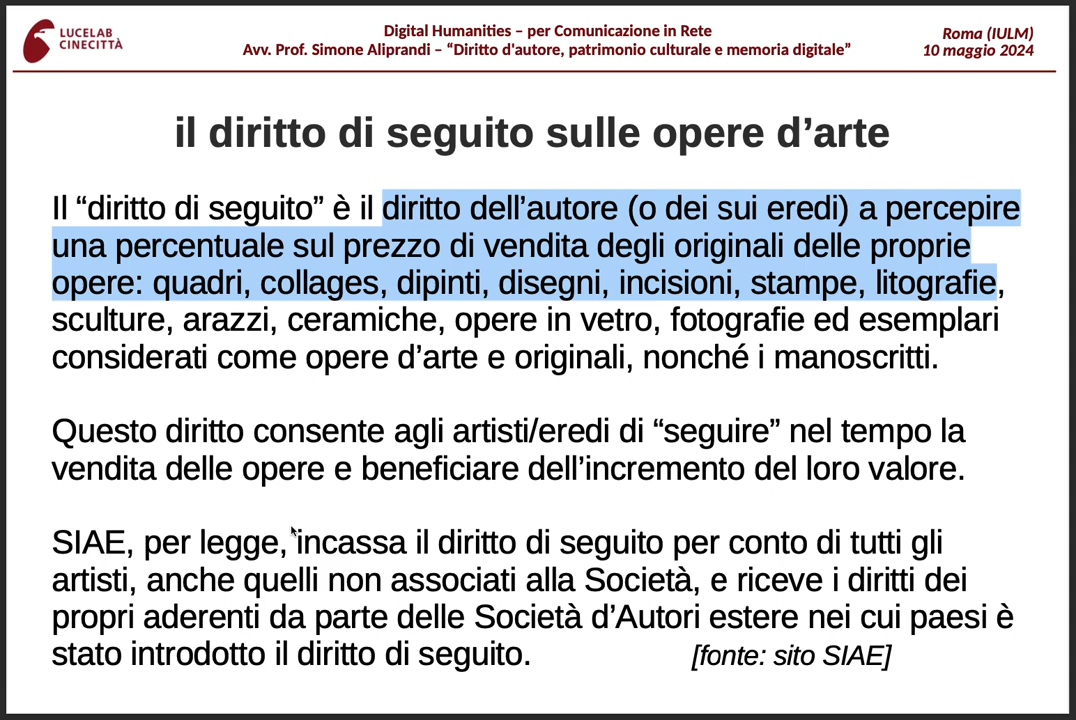 LUCELAB
CINECITTÀ
Digital Humanities – per Comunicazione in Rete
Avv. Prof. Simone Aliprandi – “Diritto d'autore, patrimonio culturale e memoria digitale”
Roma (IULM)
10 maggio 2024
il diritto di seguito sulle opere d’arte
Il “diritto di seguito” è il diritto dell’autore (o dei sui eredi) a percepire
una percentuale sul prezzo di vendita degli originali delle proprie
opere: quadri, collages, dipinti, disegni, incisioni, stampe, litografie,
sculture, arazzi, ceramiche, opere in vetro, fotografie ed esemplari
considerati come opere d’arte e originali, nonché i manoscritti.
Questo diritto consente agli artisti/eredi di “seguire” nel tempo la
vendita delle opere e beneficiare dell’incremento del loro valore.
SIAE, per legge, incassa il diritto di seguito per conto di tutti gli
artisti, anche quelli non associati alla Società, e riceve i diritti dei
propri aderenti da parte delle Società d’Autori estere nei cui paesi è
stato introdotto il diritto di seguito. [fonte: sito SIAE]